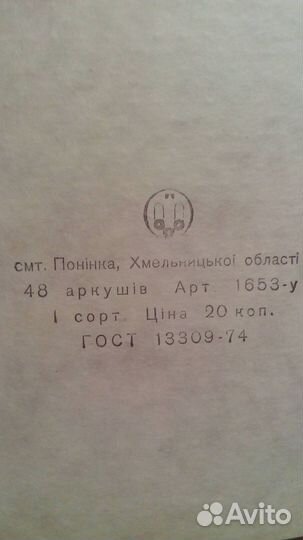 смт. Понінка, Хмельницької області
48 аркушів Арт 1653-у
І сорт. Ціна 20 коп.
ГОСТ 13309-74
Avito